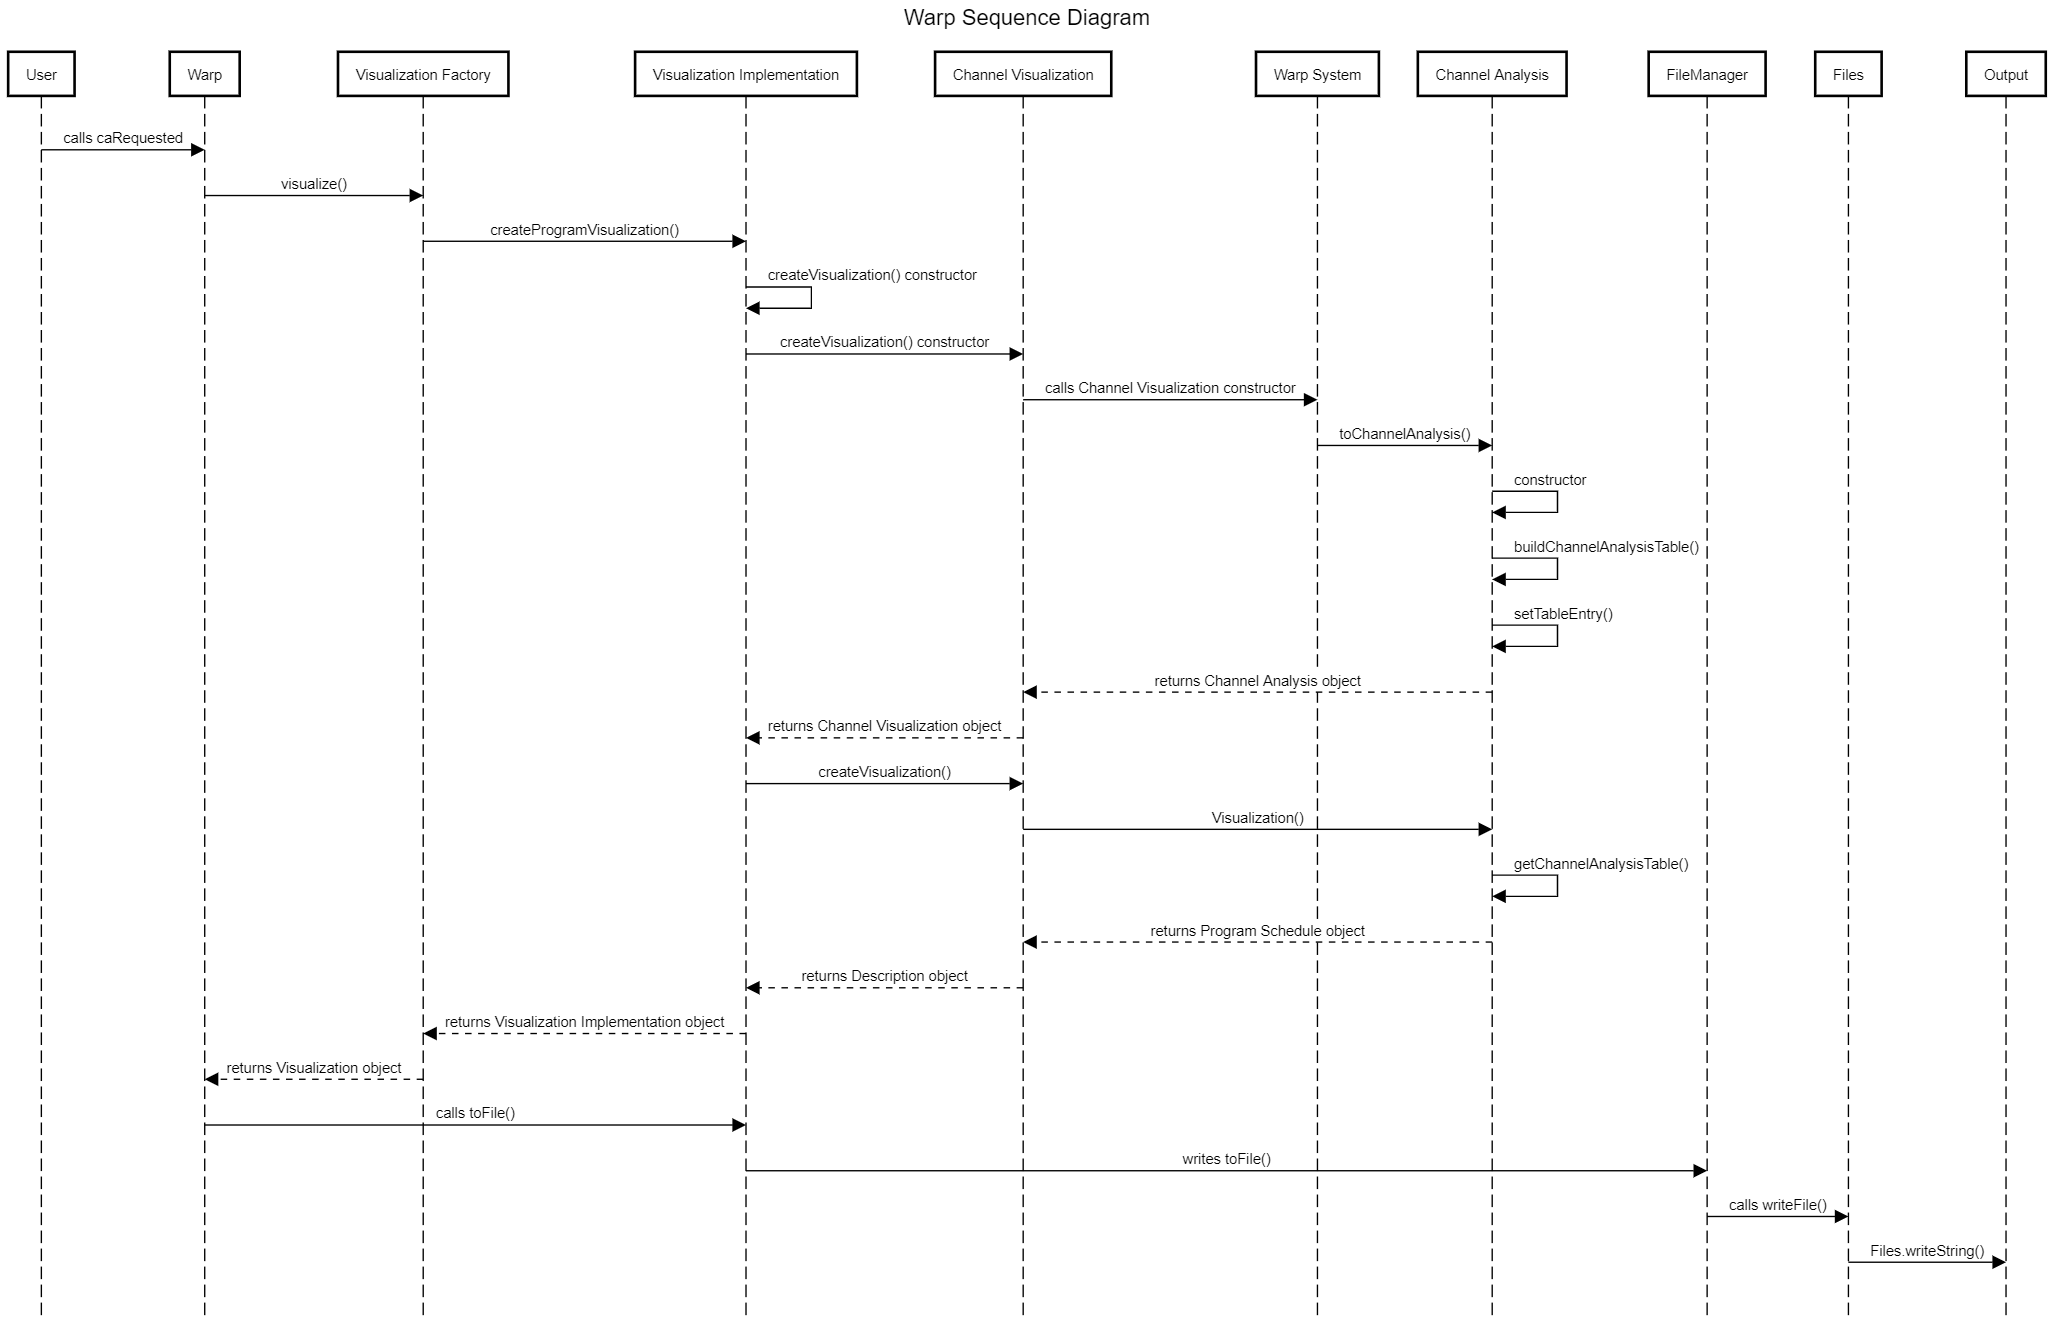 Warp Sequence Diagram
User
Warp
Visualization Factory
Visualization Implementation
Channel Visualization
Warp System
Channel Analysis
FileManager
Files
Output
calls caRequested
visualize()
createProgramVisualization()
createVisualization() constructor
createVisualization() constructor
calls Channel Visualization constructor
toChannelAnalysis()
constructor
buildChannelAnalysisTable()
setTableEntry()
returns Channel Analysis object
returns Channel Visualization object
createVisualization()
Visualization()
getChannelAnalysisTable()
returns Program Schedule object
returns Description object
returns Visualization Implementation object
returns Visualization object
calls toFile()
writes toFile()
calls writeFile()
Files.writeString()